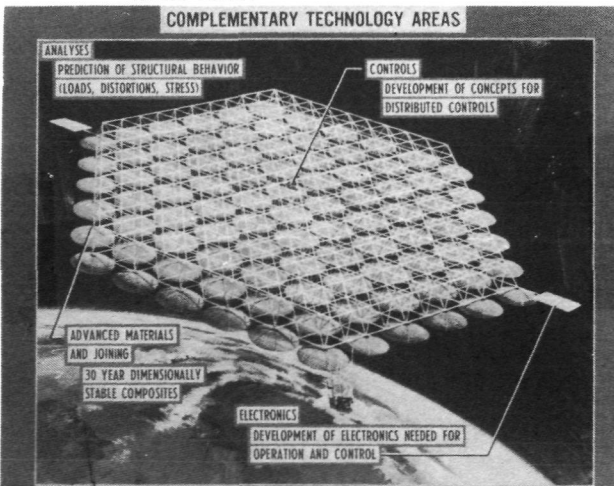 COMPLEMENTARY TECHNOLOGY AREAS
ANALYSES
PREDICTION OF STRUCTURAL BEHAVIOR
(LOADS, DISTORTIONS, STRESS)
CONTROLS
DEVELOPMENT OF CONCEPTS FOR
DISTRIBUTED CONTROLS
ADVANCED MATERIALS
AND JOINING
30 YEAR DIMENSIONALLY
STABLE COMPOSITES
ELECTRONICS
DEVELOPMENT OF ELECTRONICS NEEDED FOR
OPERATION AND CONTROL